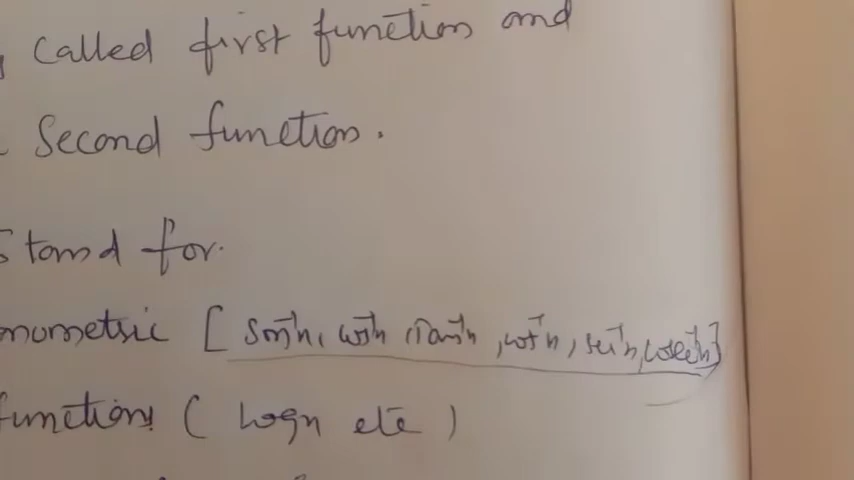 called first function and
Second function.
Stand for.
nometric [ sin⁻¹x, cos⁻¹x, tan⁻¹x, cot⁻¹x, sec⁻¹x, cosec⁻¹x]
function (logx etc)